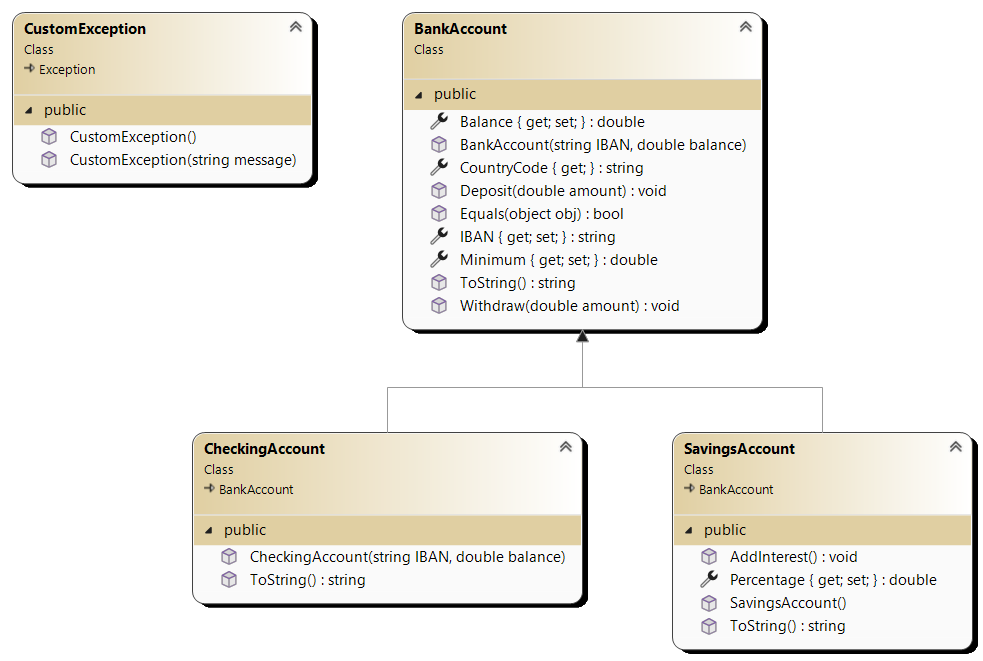 CustomException
Class
Exception
public
CustomException()
CustomException(string message)
BankAccount
Class
public
Balance { get; set; } : double
BankAccount(string IBAN, double balance)
CountryCode { get; } : string
Deposit(double amount) : void
Equals(object obj) : bool
IBAN { get; set; } : string
Minimum { get; set; } : double
ToString() : string
Withdraw(double amount) : void
CheckingAccount
Class
BankAccount
public
CheckingAccount(string IBAN, double balance)
ToString() : string
SavingsAccount
Class
BankAccount
public
AddInterest() : void
Percentage { get; set; } : double
SavingsAccount()
ToString() : string